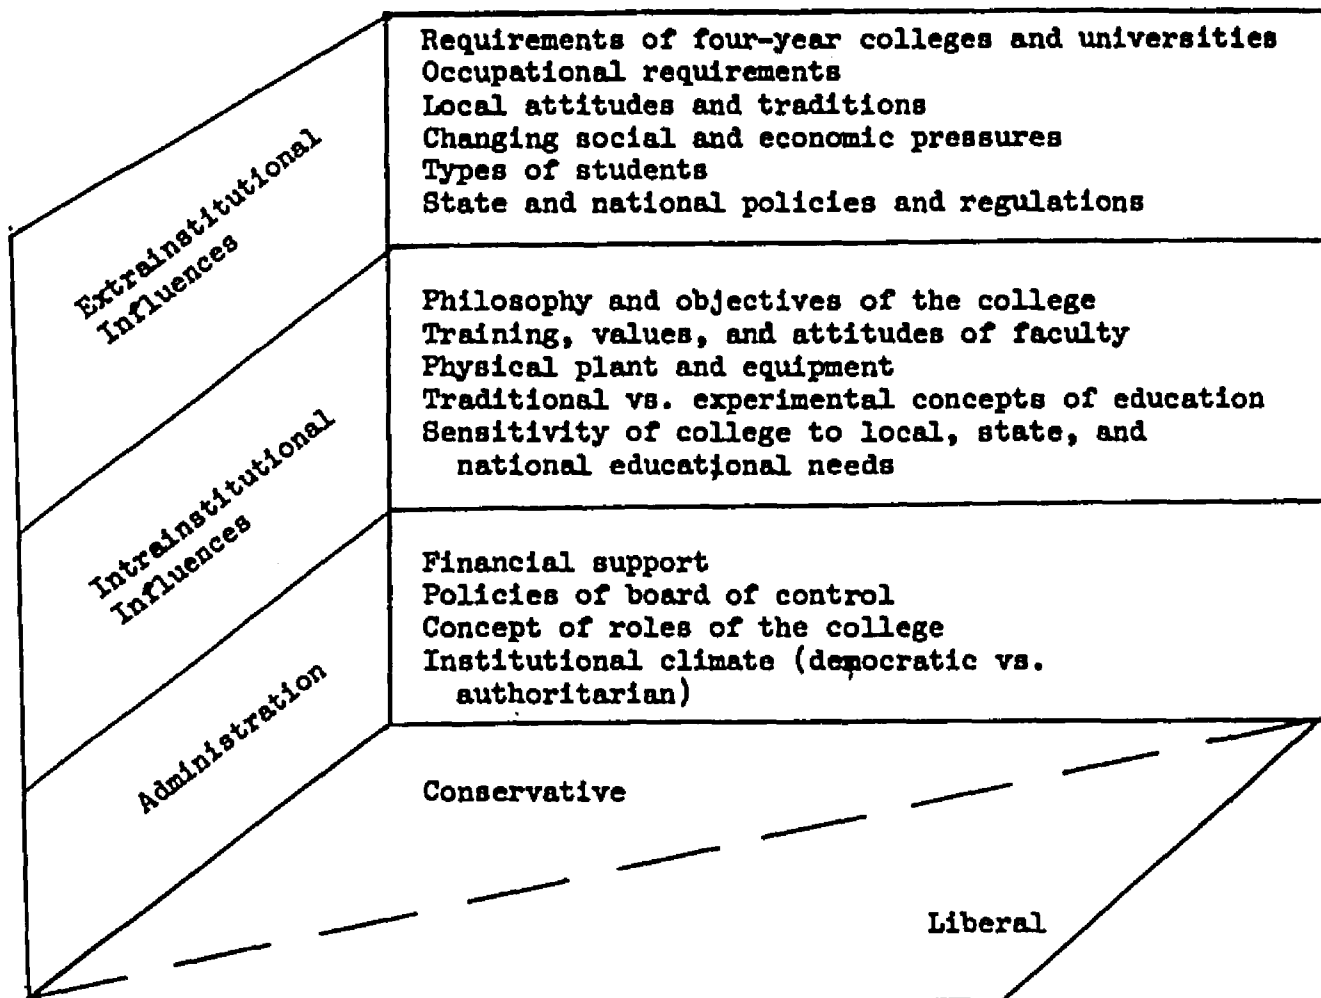 Requirements of four-year colleges and universities
Occupational requirements
Local attitudes and traditions
Changing social and economic pressures
Types of students
State and national policies and regulations
Extrainstitutional
Influences
Philosophy and objectives of the college
Training, values, and attitudes of faculty
Physical plant and equipment
Traditional vs. experimental concepts of education
Sensitivity of college to local, state, and
national educational needs
Intrainstitutional
Influences
Financial support
Policies of board of control
Concept of roles of the college
Institutional climate (democratic vs.
authoritarian)
Administration
Conservative
Liberal